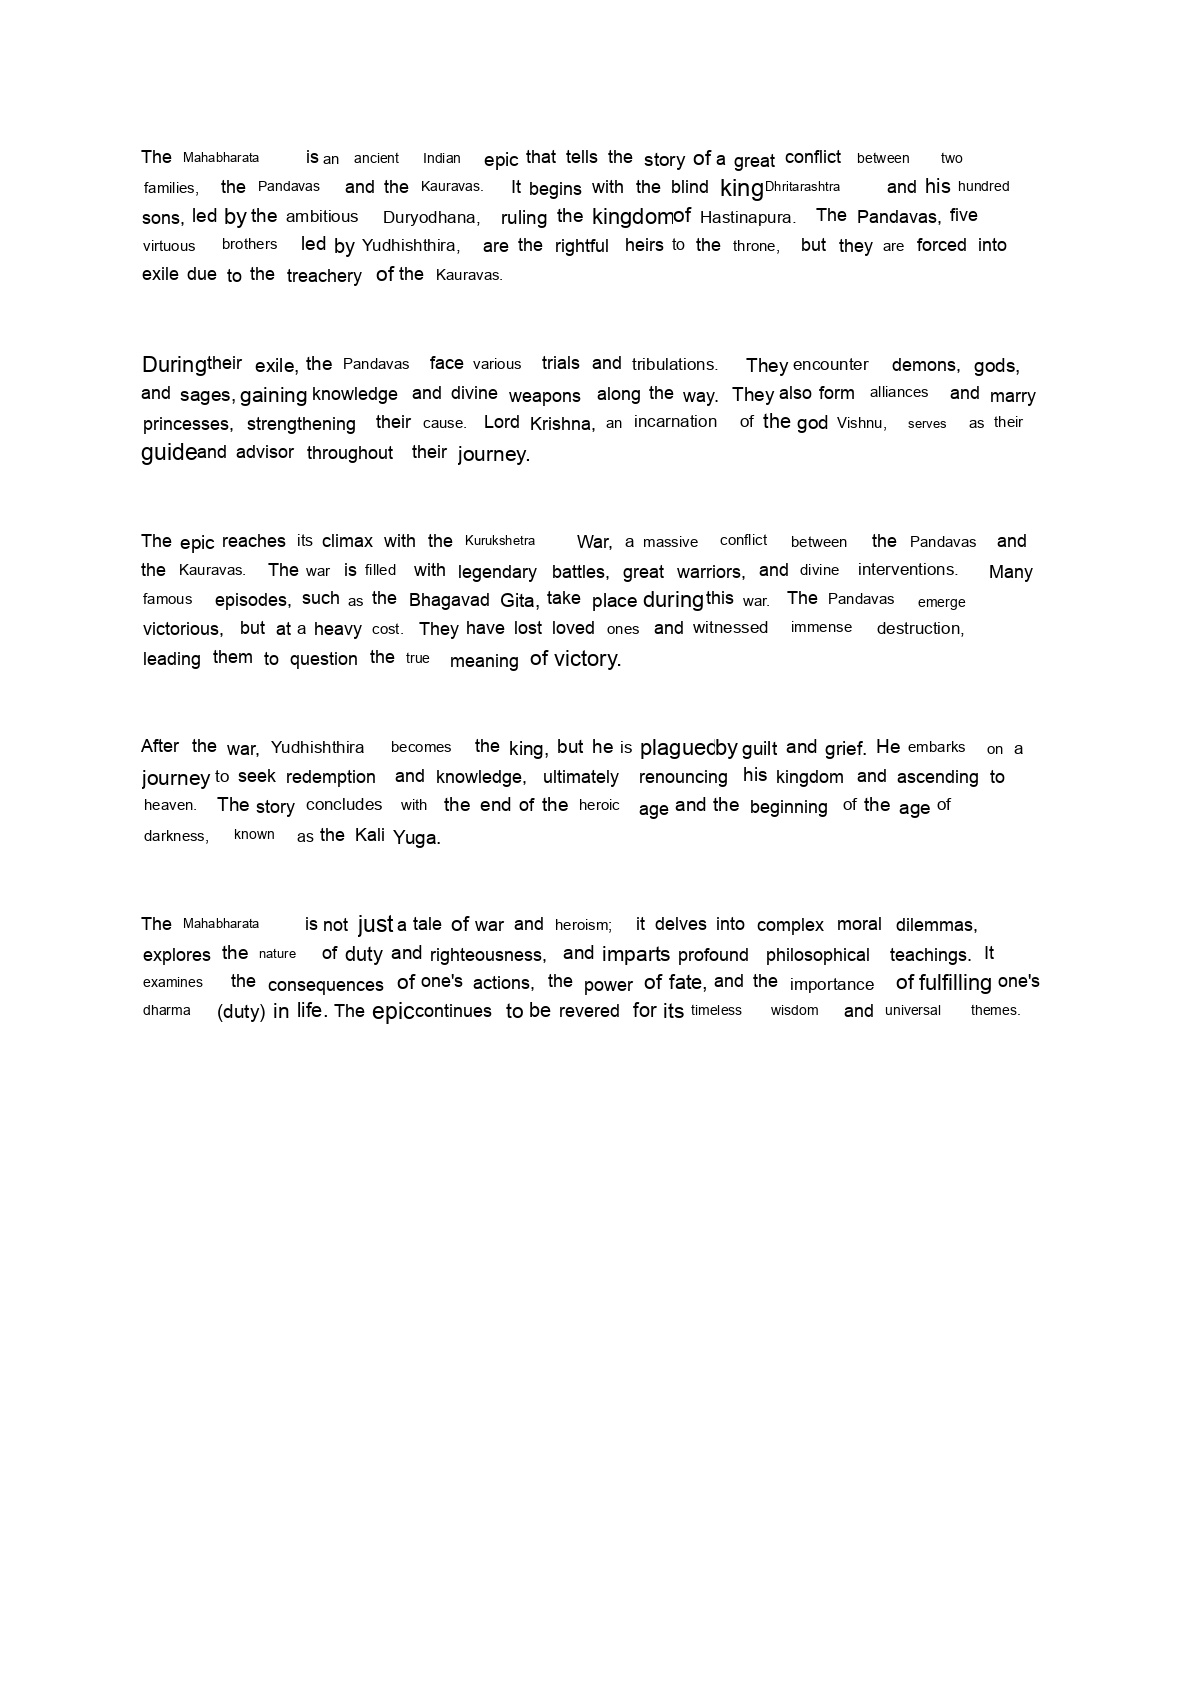 The Mahabharata is an ancient Indian epic that tells the story of a great conflict between two
families, the Pandavas and the Kauravas. It begins with the blind king Dhritarashtra and his hundred
sons, led by the ambitious Duryodhana, ruling the kingdom of Hastinapura. The Pandavas, five
virtuous brothers led by Yudhishthira, are the rightful heirs to the throne, but they are forced into
exile due to the treachery of the Kauravas.
During their exile, the Pandavas face various trials and tribulations. They encounter demons, gods,
and sages, gaining knowledge and divine weapons along the way. They also form alliances and marry
princesses, strengthening their cause. Lord Krishna, an incarnation of the god Vishnu, serves as their
guide and advisor throughout their journey.
The epic reaches its climax with the Kurukshetra War, a massive conflict between the Pandavas and
the Kauravas. The war is filled with legendary battles, great warriors, and divine interventions. Many
famous episodes, such as the Bhagavad Gita, take place during this war. The Pandavas emerge
victorious, but at a heavy cost. They have lost loved ones and witnessed immense destruction,
leading them to question the true meaning of victory.
After the war, Yudhishthira becomes the king, but he is plagued by guilt and grief. He embarks on a
journey to seek redemption and knowledge, ultimately renouncing his kingdom and ascending to
heaven. The story concludes with the end of the heroic age and the beginning of the age of
darkness, known as the Kali Yuga.
The Mahabharata is not just a tale of war and heroism; it delves into complex moral dilemmas,
explores the nature of duty and righteousness, and imparts profound philosophical teachings. It
examines the consequences of one's actions, the power of fate, and the importance of fulfilling one's
dharma (duty) in life. The epic continues to be revered for its timeless wisdom and universal themes.